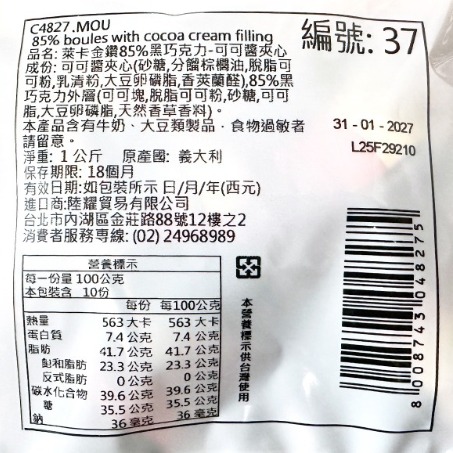 C4827.MOU
85% boules with cocoa cream filling
編號: 37
品名: 萊卡金鑽85%黑巧克力-可可醬夾心
成份: 可可醬夾心(砂糖,分餾棕櫚油,脫脂可
可粉,乳清粉,大豆卵磷脂,香莢蘭醛),85%黑
巧克力外層(可可塊,脫脂可可粉,砂糖,可可
脂,大豆卵磷脂,天然香草香料)。
本產品含有牛奶、大豆類製品，食物過敏者
請留意。
淨重: 1 公斤 原產國: 義大利
保存期限: 18個月
有效日期:如包裝所示 日/月/年(西元)
進口商:陸耀貿易有限公司
台北市內湖區金莊路88號12樓之2
消費者服務專線: (02) 24968989
31-01-2027
L25F29210
營養標示
每一份量 100公克
本包裝含 10份
每份 每100公克
熱量 563 大卡 563 大卡
蛋白質 7.4 公克 7.4 公克
脂肪 41.7 公克 41.7 公克
飽和脂肪 23.3 公克 23.3 公克
反式脂肪 0 公克 0 公克
碳水化合物 39.6 公克 39.6 公克
糖 35.5 公克 35.5 公克
鈉 36 毫克 36 毫克
本營養標示供台灣使用
8 008743 048275